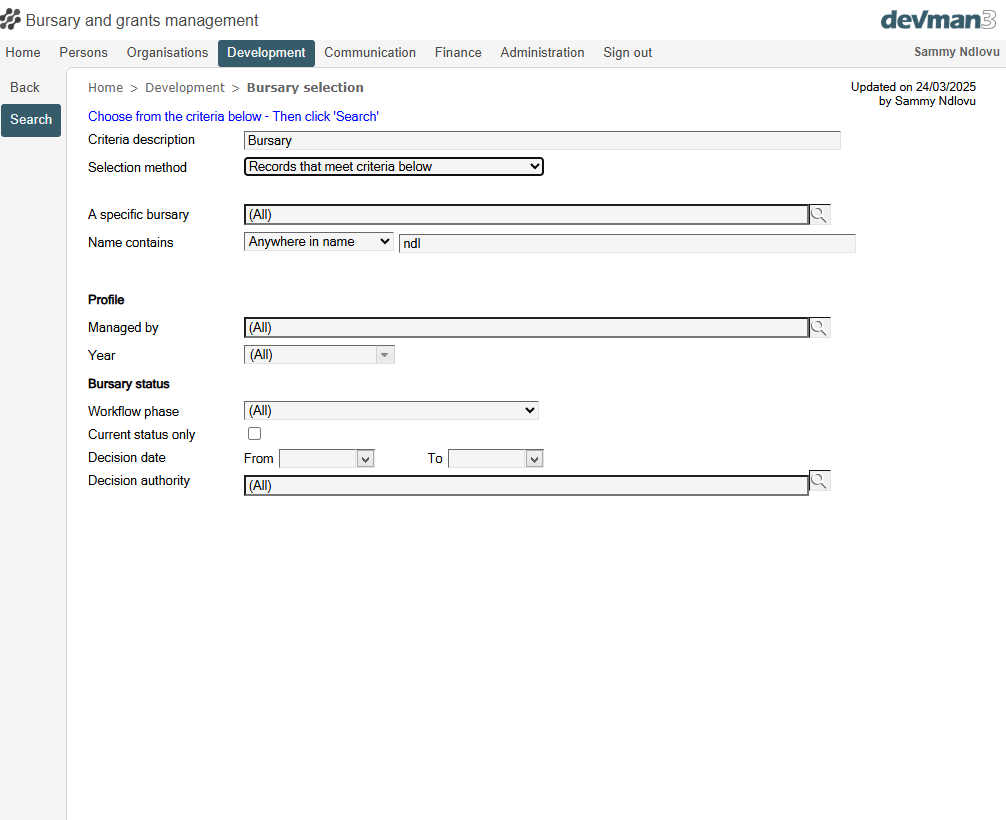 Bursary and grants management
devman3
Home Persons Organisations Development Communication Finance Administration Sign out Sammy Ndlovu
Back
Home > Development > Bursary selection
Updated on 24/03/2025
by Sammy Ndlovu
Search
Choose from the criteria below - Then click 'Search'
Criteria description Bursary
Selection method Records that meet criteria below
A specific bursary (All)
Name contains Anywhere in name ndl
Profile
Managed by (All)
Year (All)
Bursary status
Workflow phase (All)
Current status only
Decision date From To
Decision authority (All)